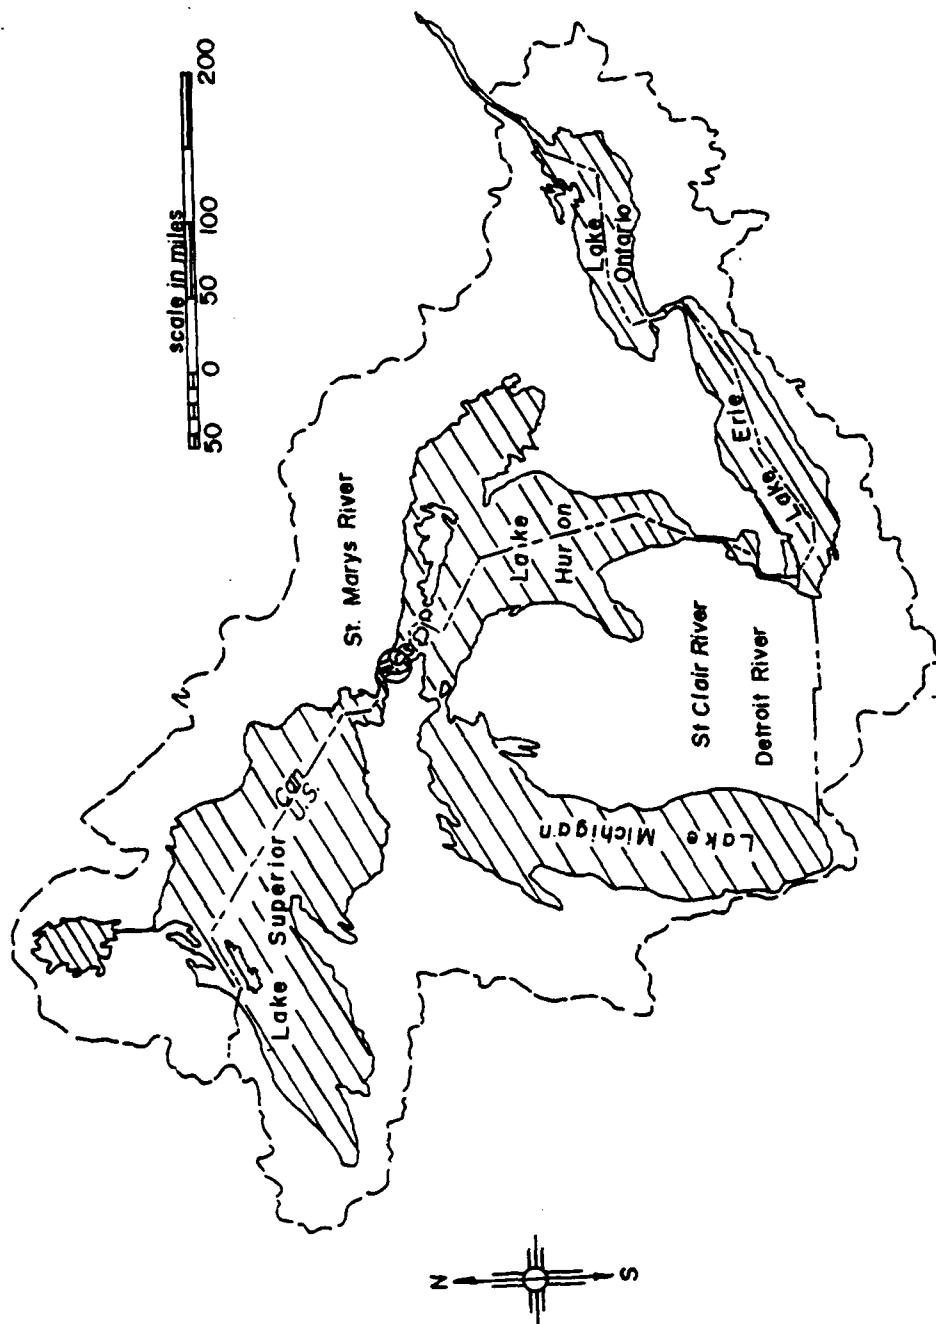 scale in miles
50 0 50 100 200
St. Marys River
Can.
U.S.
Lake Superior
Lake
Huron
Lake
Ontario
Lake Erie
St Clair River
Detroit River
Lake
Michigan
N
S